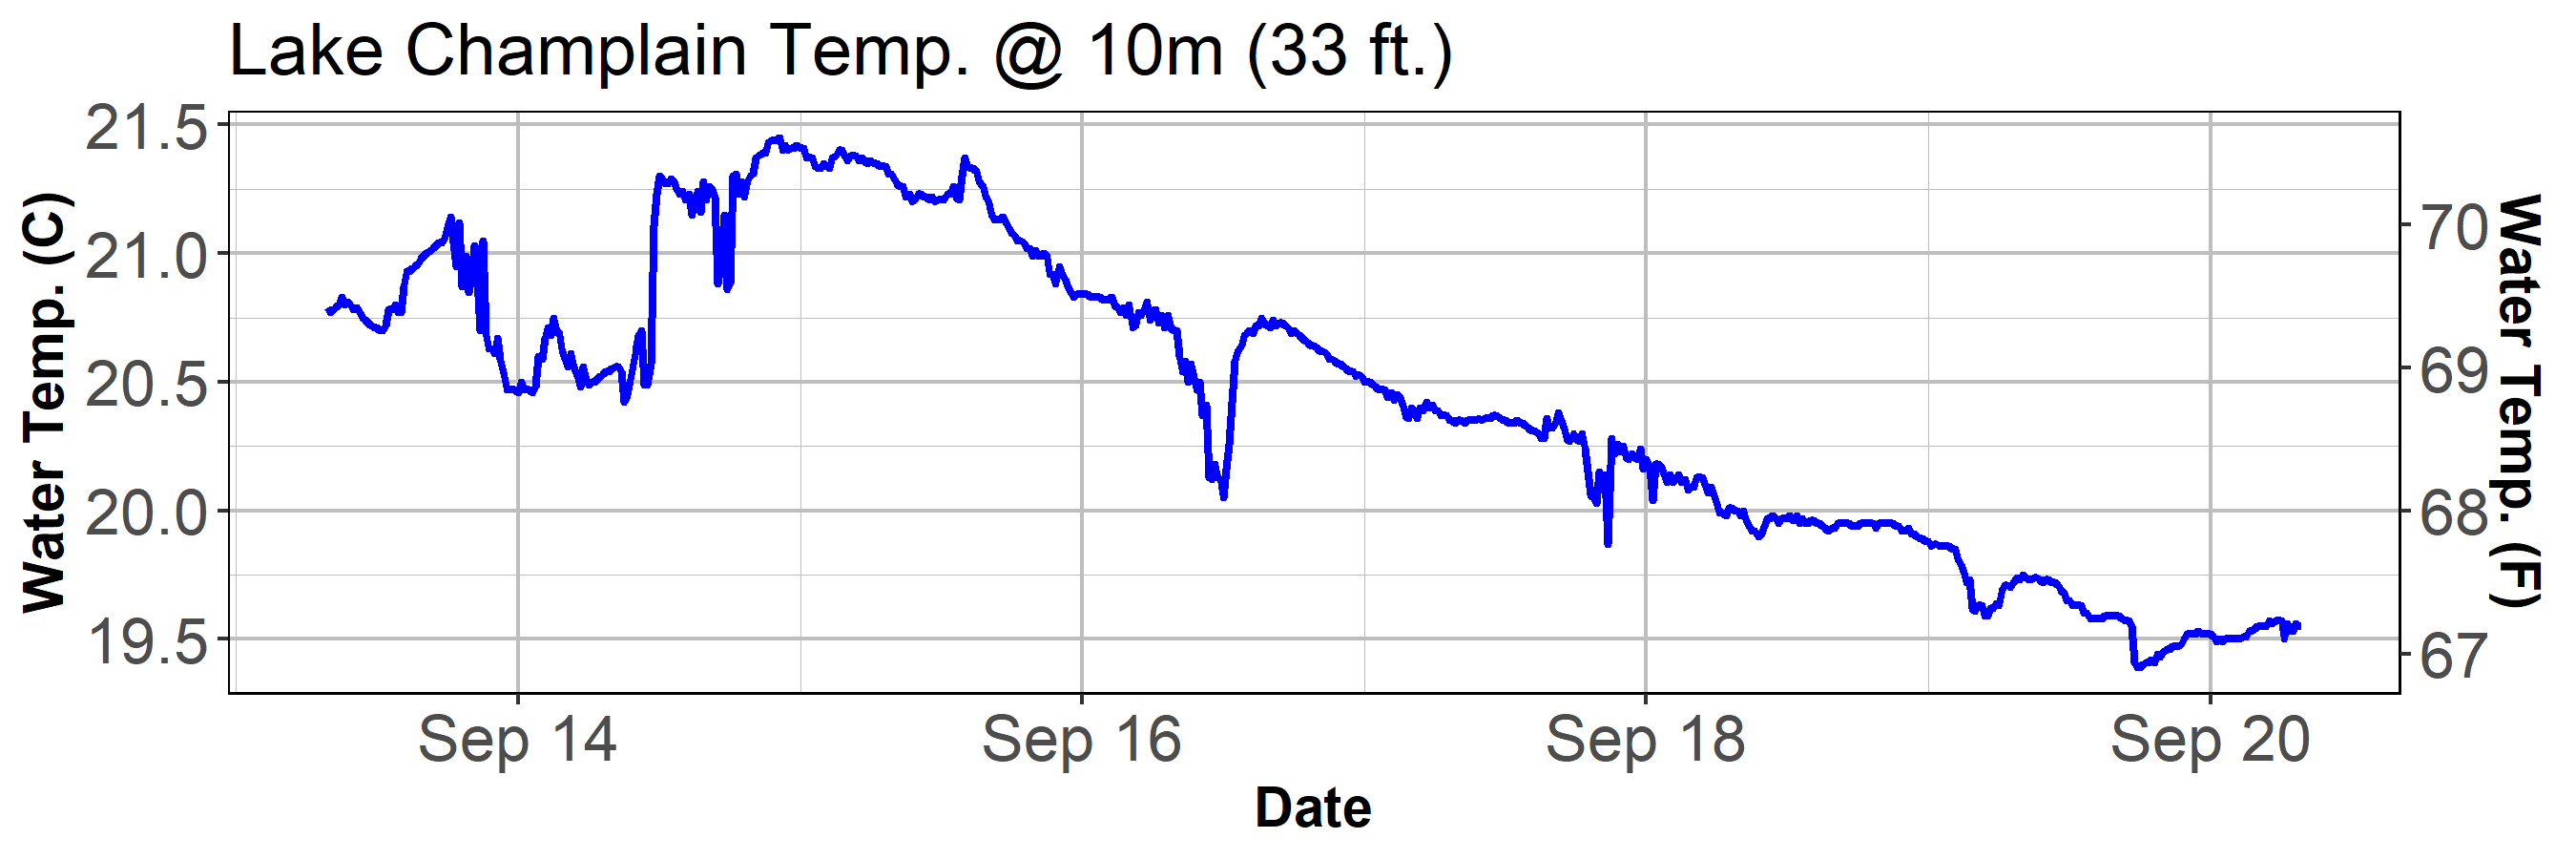 Lake Champlain Temp. @ 10m (33 ft.)
Water Temp. (C)
21.5
21.0
20.5
20.0
19.5
70
69
68
67
Water Temp. (F)
Sep 14
Sep 16
Sep 18
Sep 20
Date